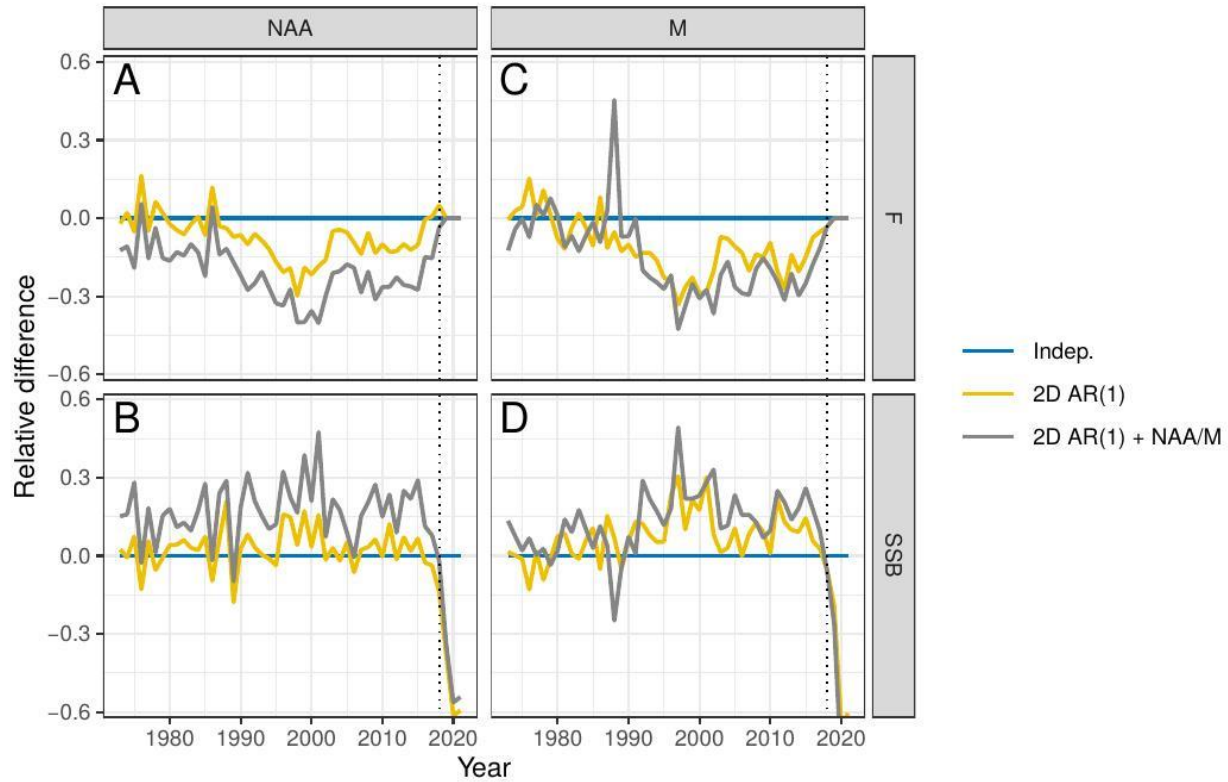 NAA
M
A
C
0.6
0.3
0.0
−0.3
−0.6
F
B
D
0.6
0.3
0.0
−0.3
−0.6
SSB
Relative difference
1980 1990 2000 2010 2020
1980 1990 2000 2010 2020
Year
Indep.
2D AR(1)
2D AR(1) + NAA/M